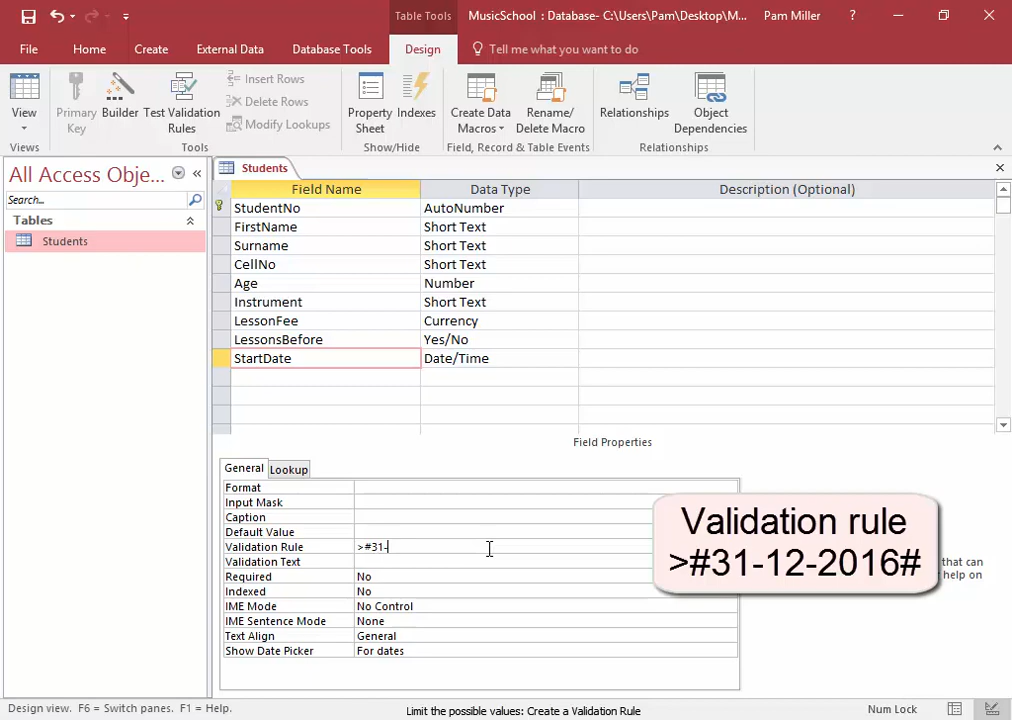 Table Tools
MusicSchool : Database- C:\Users\Pam\Desktop\M...
Pam Miller
?
File
Home
Create
External Data
Database Tools
Design
Tell me what you want to do
View
Primary Key
Builder
Test Validation Rules
Insert Rows
Delete Rows
Modify Lookups
Property Sheet
Indexes
Create Data Macros
Rename/ Delete Macro
Relationships
Object Dependencies
Views
Tools
Show/Hide
Field, Record & Table Events
Relationships
All Access Obje...
Search...
Tables
Students
Students
Field Name Data Type Description (Optional)
StudentNo AutoNumber
FirstName Short Text
Surname Short Text
CellNo Short Text
Age Number
Instrument Short Text
LessonFee Currency
LessonsBefore Yes/No
StartDate Date/Time
Field Properties
General Lookup
Format
Input Mask
Caption
Default Value
Validation Rule >#31-
Validation Text
Required No
Indexed No
IME Mode No Control
IME Sentence Mode None
Text Align General
Show Date Picker For dates
Validation rule
>#31-12-2016#
that can
help on
Design view. F6 = Switch panes. F1 = Help.
Limit the possible values: Create a Validation Rule
Num Lock